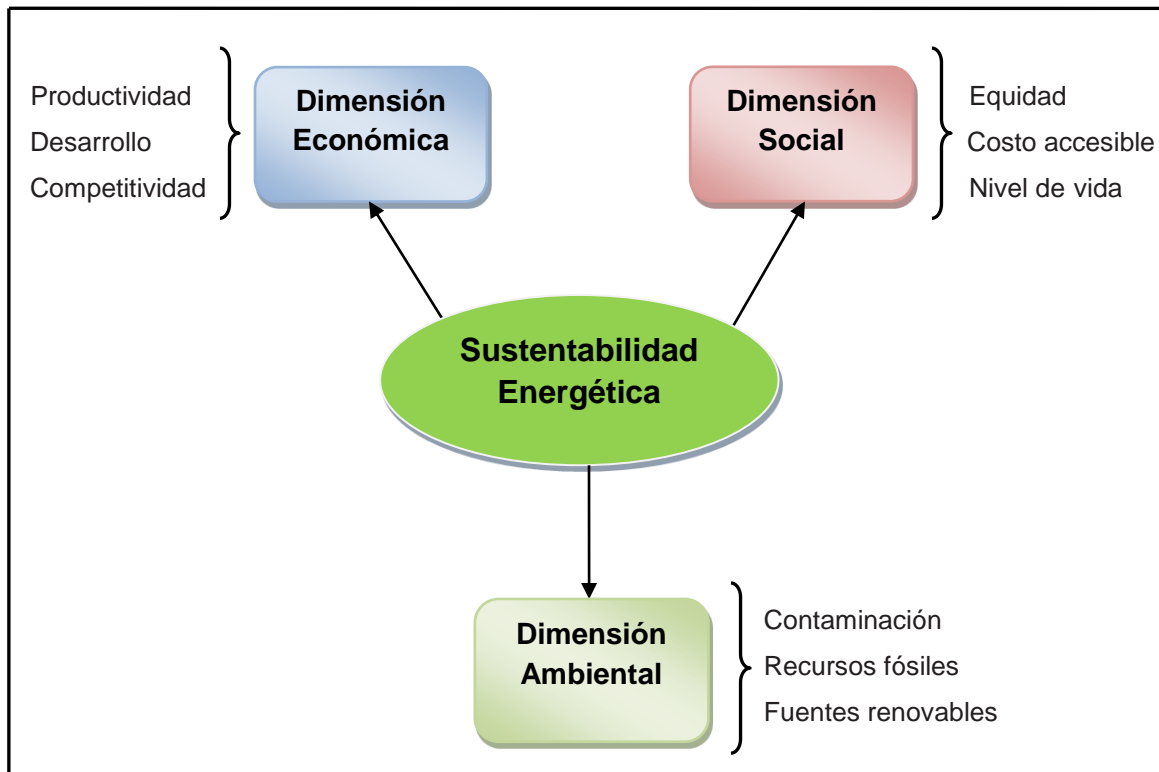 Productividad
Desarrollo
Competitividad
Dimensión
Económica
Dimensión
Social
Equidad
Costo accesible
Nivel de vida
Sustentabilidad
Energética
Dimensión
Ambiental
Contaminación
Recursos fósiles
Fuentes renovables